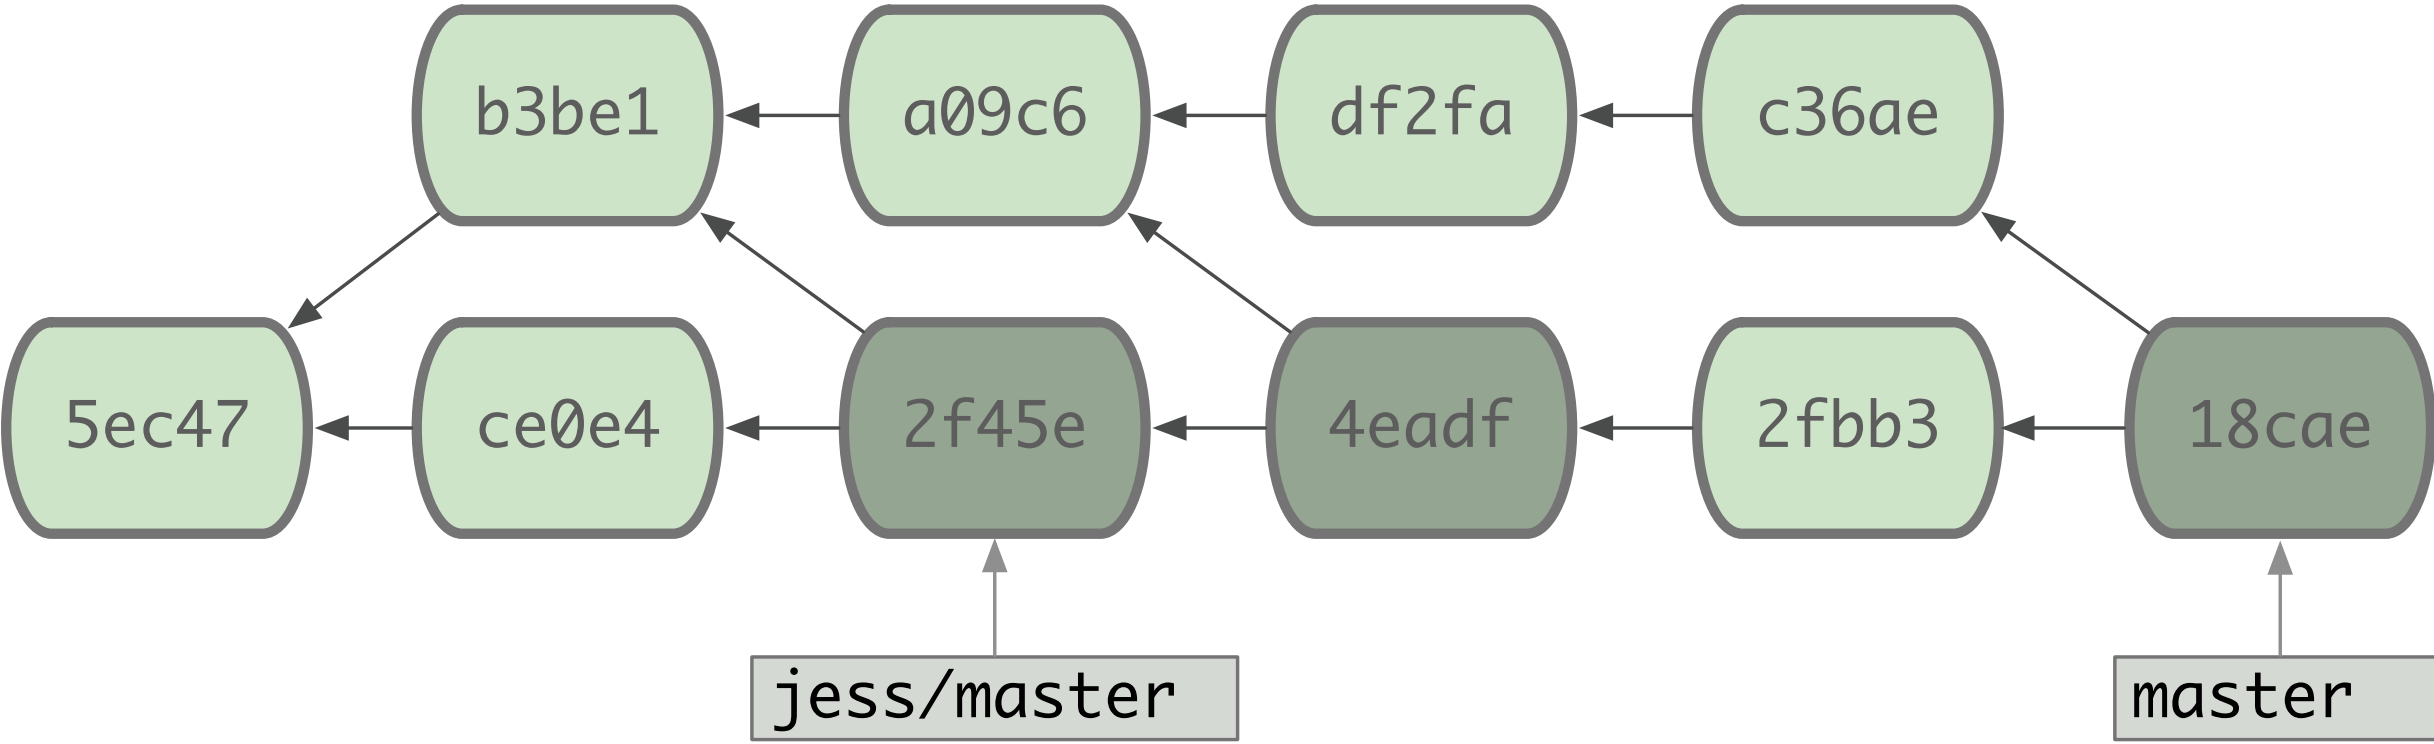 b3be1 a09c6 df2fa c36ae
5ec47 ce0e4 2f45e 4eadf 2fbb3 18cae
jess/master master